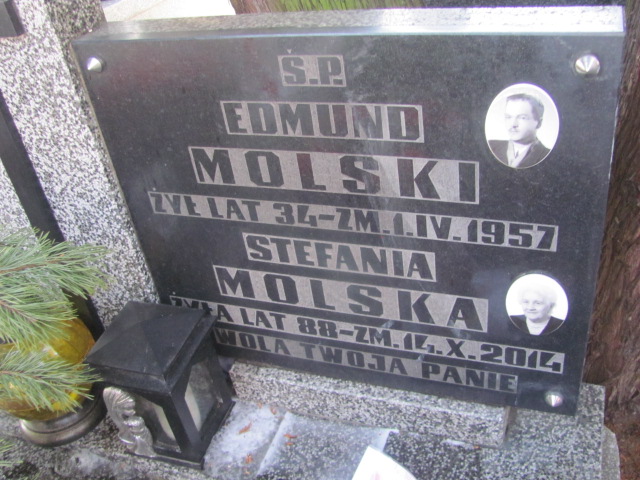 Ś.P.
EDMUND
MOLSKI
ŻYŁ LAT 34-ZM.1.IV.1957
STEFANIA
MOLSKA
ŻYŁA LAT 88-ZM.14.X.2014
WOLA TWOJA PANIE